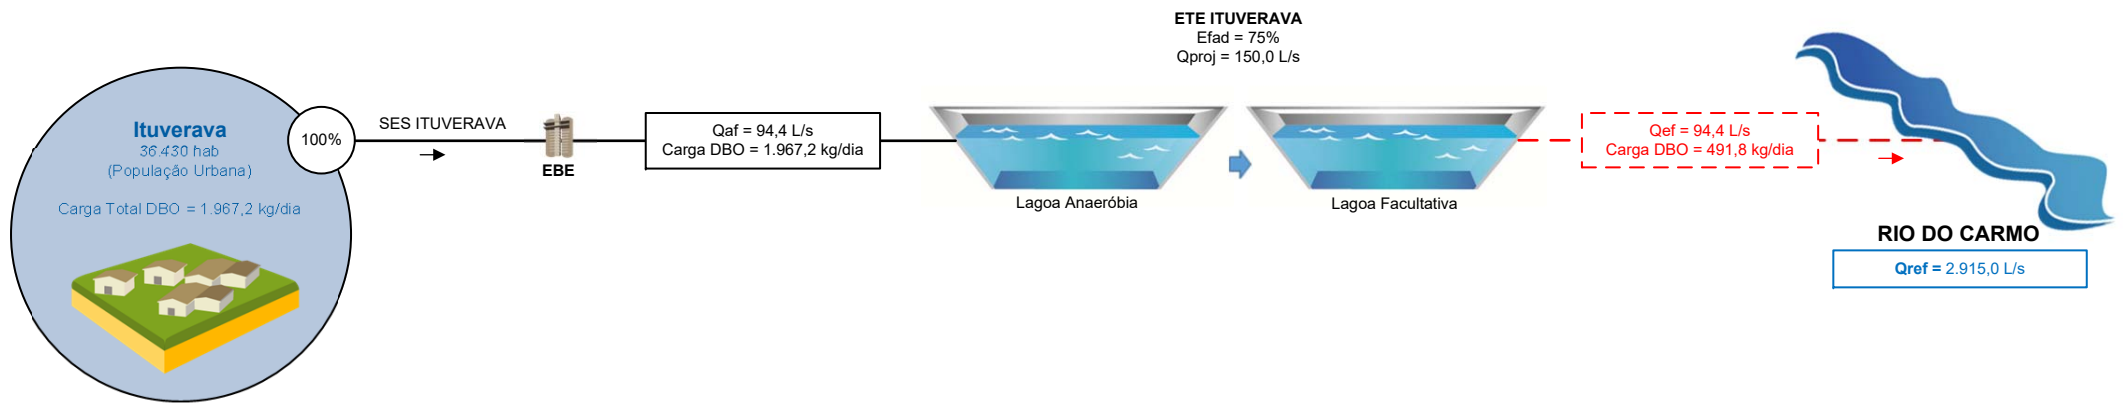 ETE ITUVERAVA
Efad = 75%
Qproj = 150,0 L/s
Ituverava
36.430 hab
(População Urbana)
Carga Total DBO = 1.967,2 kg/dia
100%
SES ITUVERAVA
EBE
Qaf = 94,4 L/s
Carga DBO = 1.967,2 kg/dia
Lagoa Anaeróbia
Lagoa Facultativa
Qef = 94,4 L/s
Carga DBO = 491,8 kg/dia
RIO DO CARMO
Qref = 2.915,0 L/s